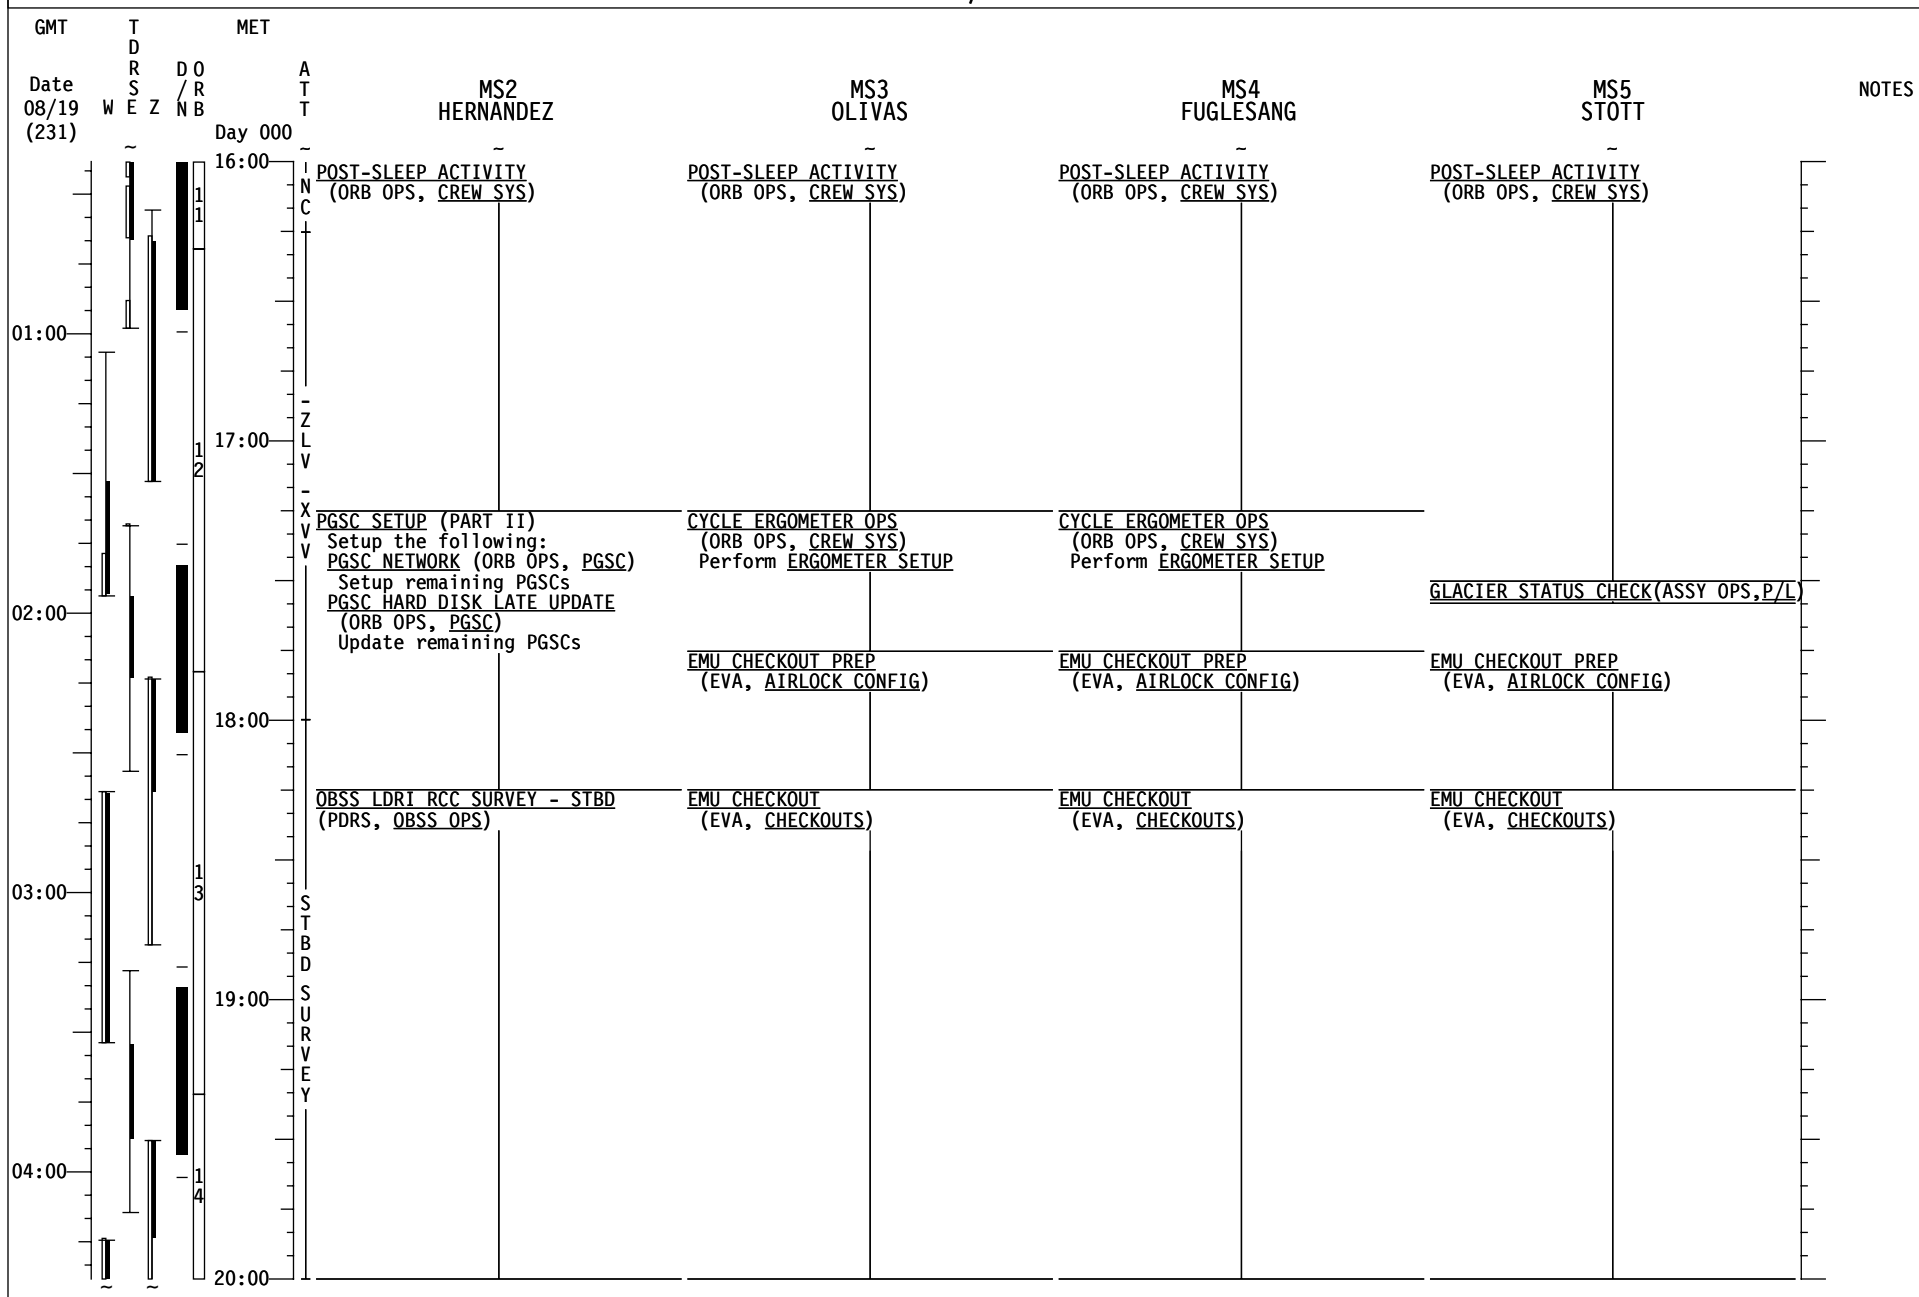 GMT
TDRS
MET
Date
08/19
(231)
W E Z
D/N
ORB
ATT
Day 000
MS2
HERNANDEZ
MS3
OLIVAS
MS4
FUGLESANG
MS5
STOTT
NOTES
~ ~ ~ ~ ~ ~
16:00
17:00
18:00
19:00
20:00
01:00
02:00
03:00
04:00
11
12
13
14
INC
-ZLV
-XVV
STBD
SURVEY
POST-SLEEP ACTIVITY
(ORB OPS, CREW SYS)
PGSC SETUP (PART II)
Setup the following:
PGSC NETWORK (ORB OPS, PGSC)
Setup remaining PGSCs
PGSC HARD DISK LATE UPDATE
(ORB OPS, PGSC)
Update remaining PGSCs
OBSS LDRI RCC SURVEY - STBD
(PDRS, OBSS OPS)
POST-SLEEP ACTIVITY
(ORB OPS, CREW SYS)
CYCLE ERGOMETER OPS
(ORB OPS, CREW SYS)
Perform ERGOMETER SETUP
EMU CHECKOUT PREP
(EVA, AIRLOCK CONFIG)
EMU CHECKOUT
(EVA, CHECKOUTS)
POST-SLEEP ACTIVITY
(ORB OPS, CREW SYS)
CYCLE ERGOMETER OPS
(ORB OPS, CREW SYS)
Perform ERGOMETER SETUP
EMU CHECKOUT PREP
(EVA, AIRLOCK CONFIG)
EMU CHECKOUT
(EVA, CHECKOUTS)
POST-SLEEP ACTIVITY
(ORB OPS, CREW SYS)
GLACIER STATUS CHECK(ASSY OPS,P/L)
EMU CHECKOUT PREP
(EVA, AIRLOCK CONFIG)
EMU CHECKOUT
(EVA, CHECKOUTS)
~ ~